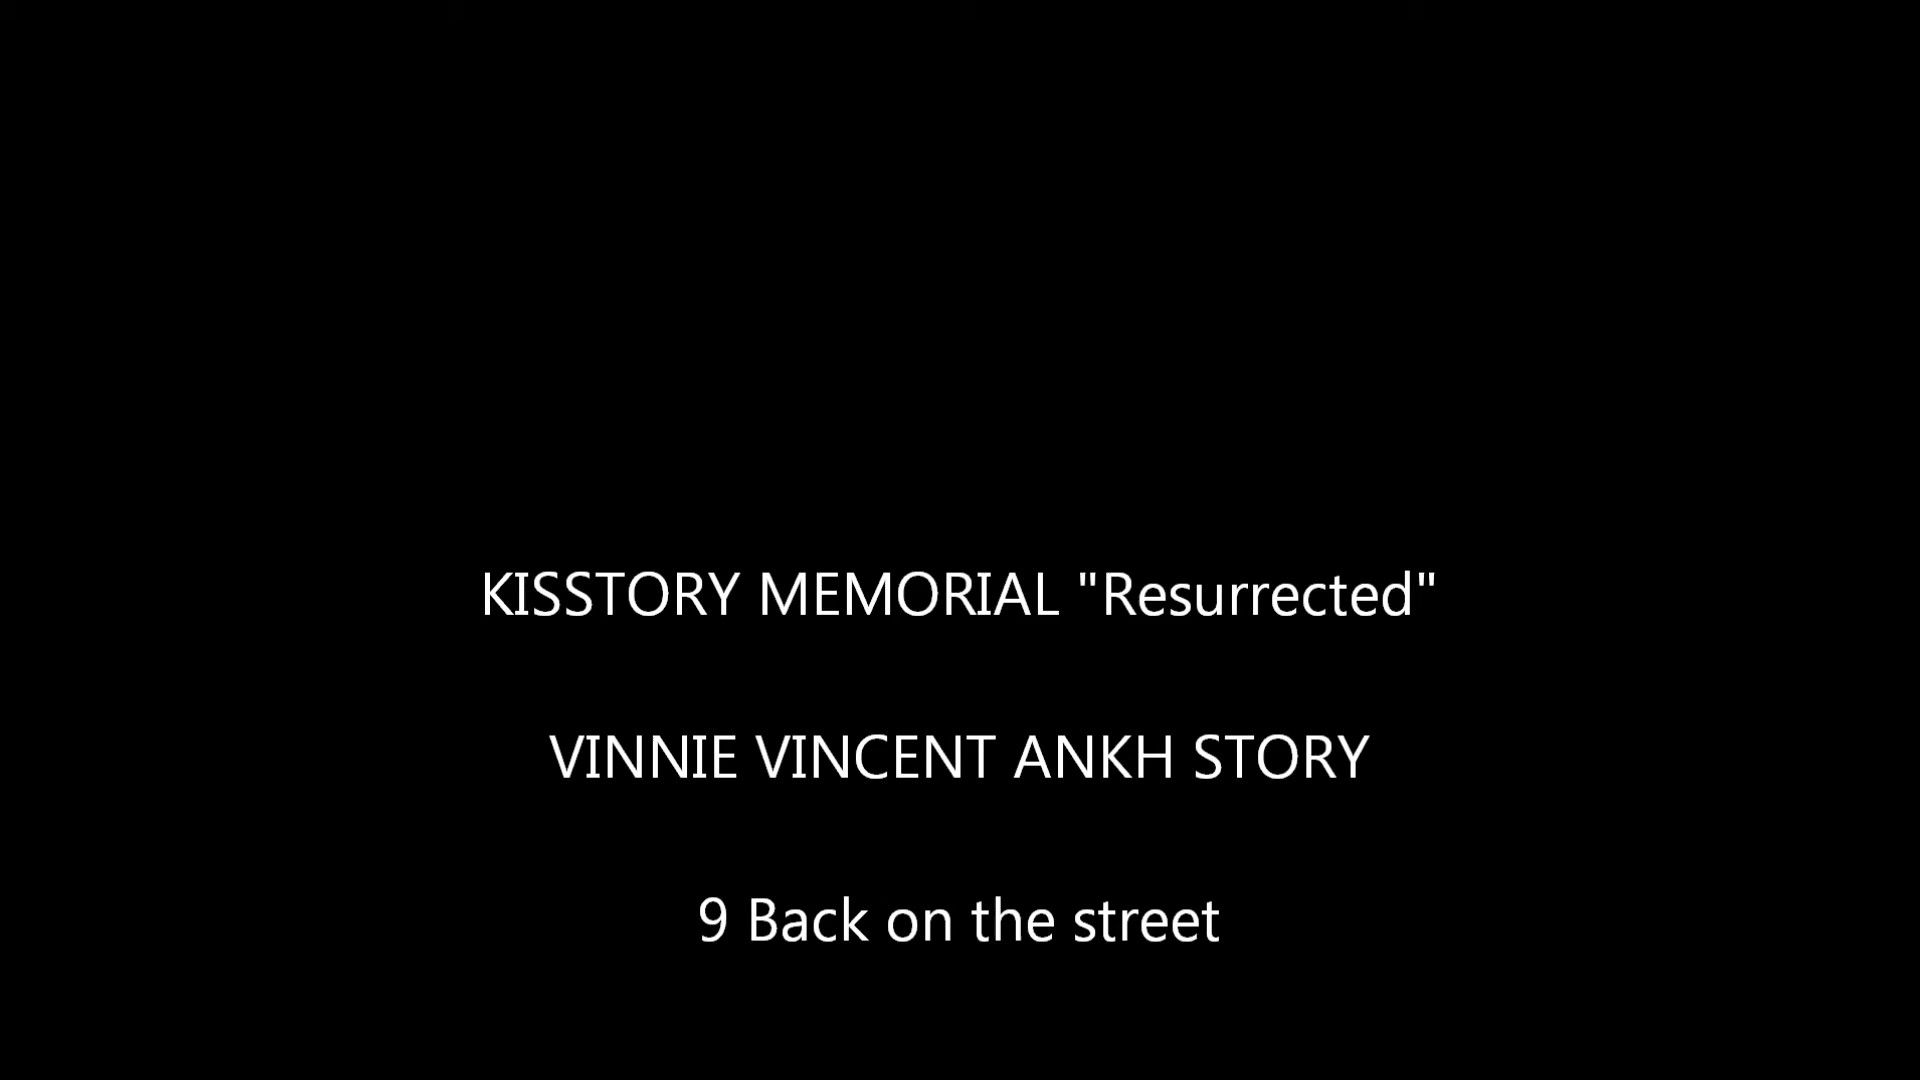 KISSTORY MEMORIAL "Resurrected"
VINNIE VINCENT ANKH STORY
9 Back on the street